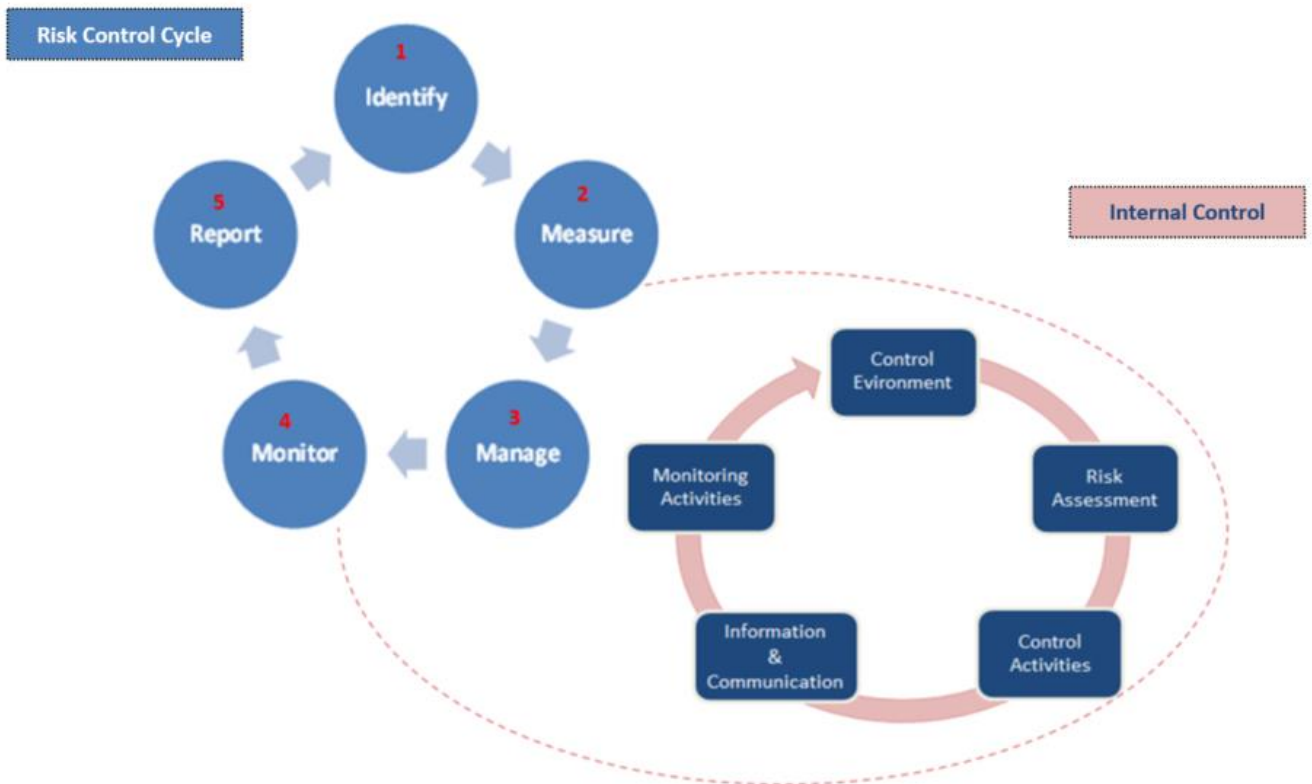 Risk Control Cycle
1
Identify
2
Measure
3
Manage
4
Monitor
5
Report
Internal Control
Control
Evironment
Risk
Assessment
Control
Activities
Information
&
Communication
Monitoring
Activities